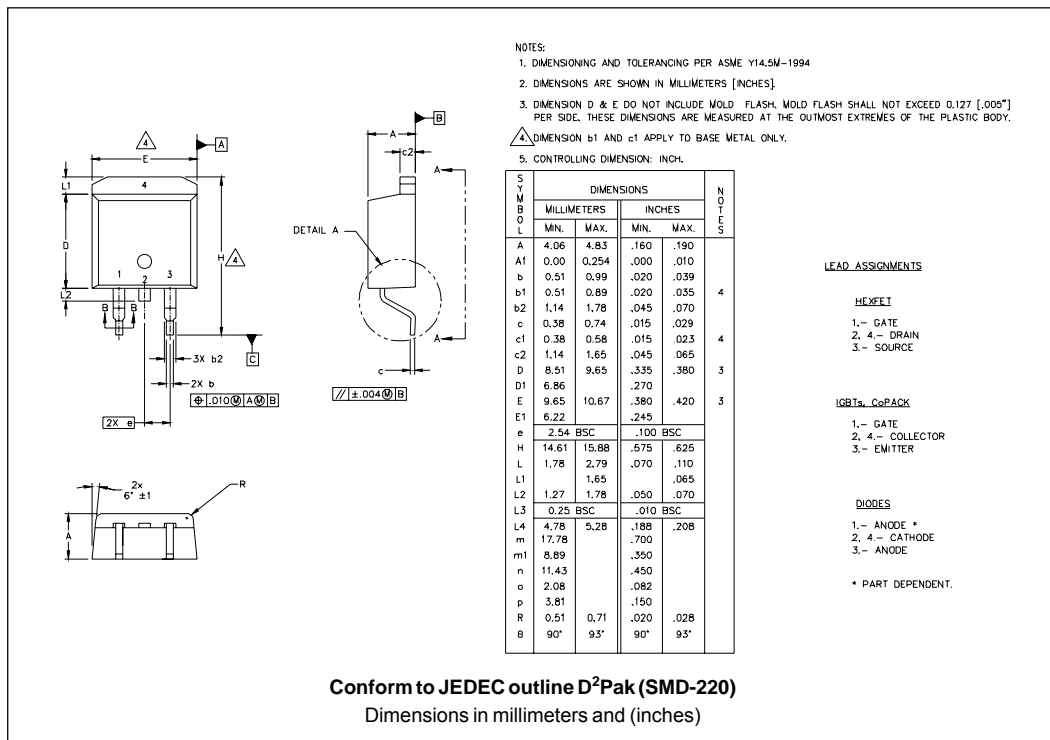 NOTES:
1. DIMENSIONING AND TOLERANCING PER ASME Y14.5M-1994
2. DIMENSIONS ARE SHOWN IN MILLIMETERS [INCHES].
3. DIMENSION D & E DO NOT INCLUDE MOLD FLASH. MOLD FLASH SHALL NOT EXCEED 0.127 [.005"]
PER SIDE. THESE DIMENSIONS ARE MEASURED AT THE OUTMOST EXTREMES OF THE PLASTIC BODY.
4. DIMENSION b1 AND c1 APPLY TO BASE METAL ONLY.
5. CONTROLLING DIMENSION: INCH.
4
A
E
L1
4
D
H 4
1 2 3
L2
B B
C
3X b2
2X b
⌖ .010Ⓜ AⓂ B
2X e
A
B
c2
A
DETAIL A
A
c
// ±.004Ⓜ B
2x
6° ±1
R
A
SYMBOL DIMENSIONS NOTES
MILLIMETERS INCHES
MIN. MAX. MIN. MAX.
A 4.06 4.83 .160 .190
A1 0.00 0.254 .000 .010
b 0.51 0.99 .020 .039
b1 0.51 0.89 .020 .035 4
b2 1.14 1.78 .045 .070
c 0.38 0.74 .015 .029
c1 0.38 0.58 .015 .023 4
c2 1.14 1.65 .045 .065
D 8.51 9.65 .335 .380 3
D1 6.86 .270
E 9.65 10.67 .380 .420 3
E1 6.22 .245
e 2.54 BSC .100 BSC
H 14.61 15.88 .575 .625
L 1.78 2.79 .070 .110
L1 1.65 .065
L2 1.27 1.78 .050 .070
L3 0.25 BSC .010 BSC
L4 4.78 5.28 .188 .208
m 17.78 .700
m1 8.89 .350
n 11.43 .450
o 2.08 .082
p 3.81 .150
R 0.51 0.71 .020 .028
θ 90° 93° 90° 93°
LEAD ASSIGNMENTS
HEXFET
1.- GATE
2, 4.- DRAIN
3.- SOURCE
IGBTs, CoPACK
1.- GATE
2, 4.- COLLECTOR
3.- EMITTER
DIODES
1.- ANODE *
2, 4.- CATHODE
3.- ANODE
* PART DEPENDENT.
Conform to JEDEC outline D²Pak (SMD-220)
Dimensions in millimeters and (inches)